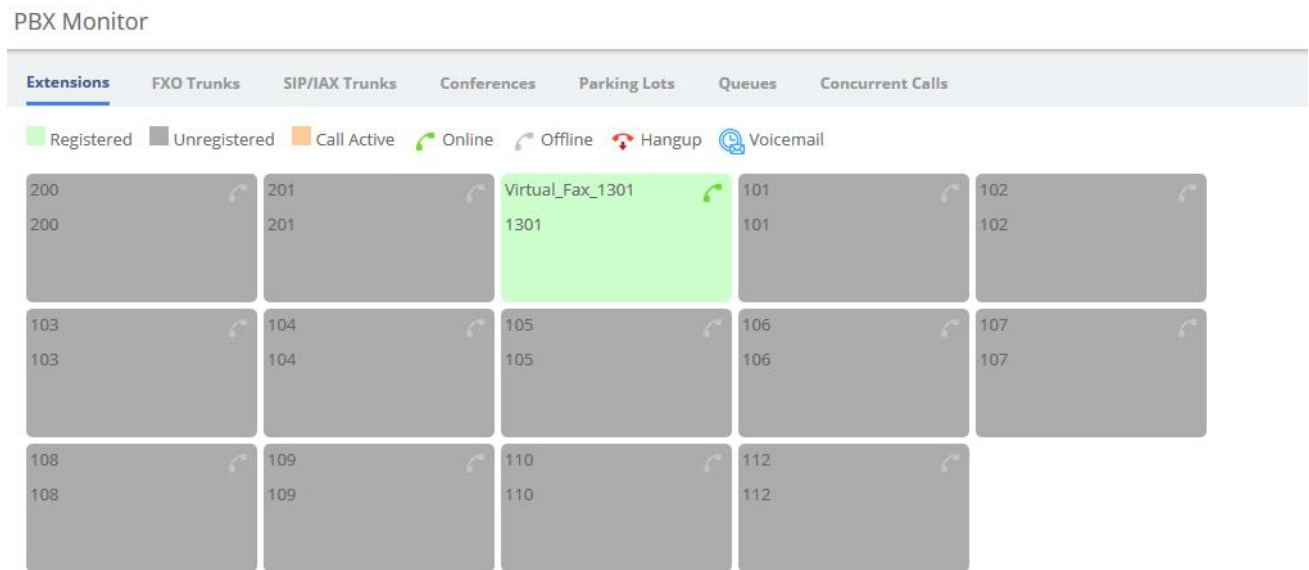 PBX Monitor
Extensions FXO Trunks SIP/IAX Trunks Conferences Parking Lots Queues Concurrent Calls
Registered Unregistered Call Active Online Offline Hangup Voicemail
200 201 Virtual_Fax_1301 101 102
200 201 1301 101 102
103 104 105 106 107
103 104 105 106 107
108 109 110 112
108 109 110 112